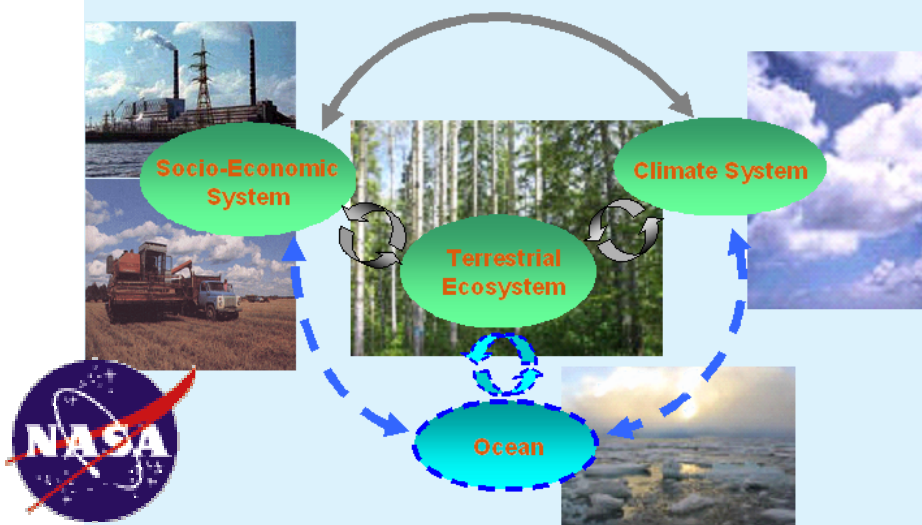 Socio-Economic
System
Climate System
Terrestrial
Ecosystem
Ocean
NASA